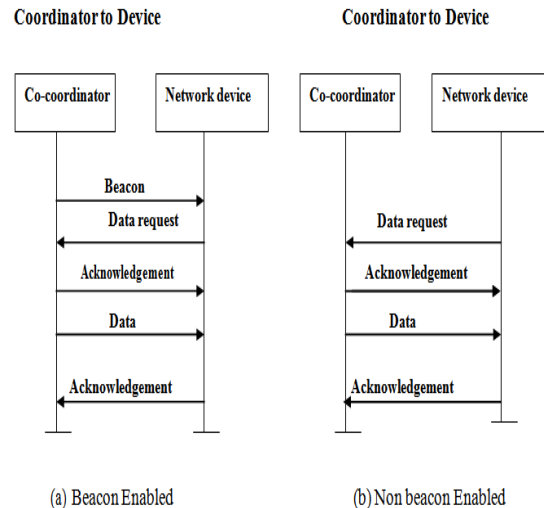 Coordinator to Device
Coordinator to Device
Co-coordinator
Network device
Co-coordinator
Network device
Beacon
Data request
Acknowledgement
Data
Acknowledgement
Data request
Acknowledgement
Data
Acknowledgement
(a) Beacon Enabled
(b) Non beacon Enabled